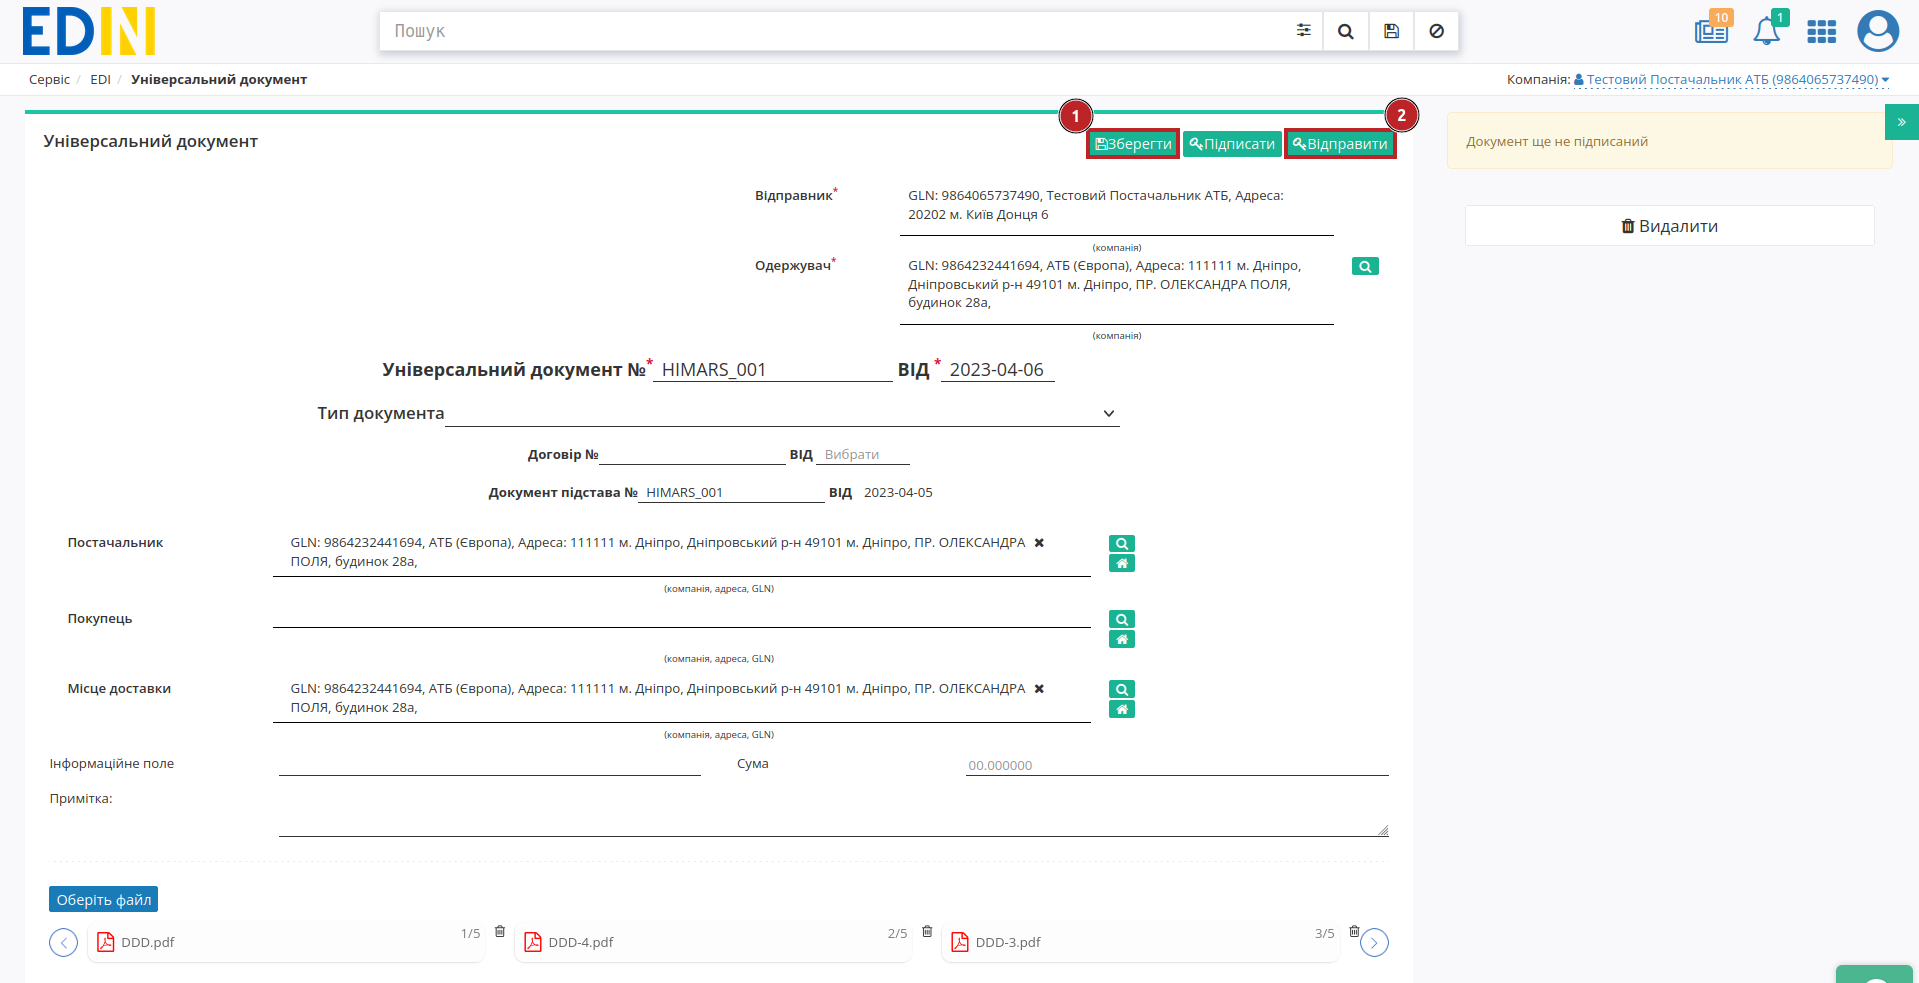 EDIN
Пошук
10
1
Сервіс / EDI / Універсальний документ
Компанія: Тестовий Постачальник АТБ (9864065737490)
1
2
Універсальний документ
Зберегти
Підписати
Відправити
»
Документ ще не підписаний
Видалити
Відправник*
GLN: 9864065737490, Тестовий Постачальник АТБ, Адреса:
20202 м. Київ Донця 6
(компанія)
Одержувач*
GLN: 9864232441694, АТБ (Європа), Адреса: 111111 м. Дніпро,
Дніпровський р-н 49101 м. Дніпро, ПР. ОЛЕКСАНДРА ПОЛЯ,
будинок 28а,
(компанія)
Універсальний документ №* HIMARS_001 ВІД * 2023-04-06
Тип документа
Договір № ВІД Вибрати
Документ підстава № HIMARS_001 ВІД 2023-04-05
Постачальник
GLN: 9864232441694, АТБ (Європа), Адреса: 111111 м. Дніпро, Дніпровський р-н 49101 м. Дніпро, ПР. ОЛЕКСАНДРА
ПОЛЯ, будинок 28а,
(компанія, адреса, GLN)
Покупець
(компанія, адреса, GLN)
Місце доставки
GLN: 9864232441694, АТБ (Європа), Адреса: 111111 м. Дніпро, Дніпровський р-н 49101 м. Дніпро, ПР. ОЛЕКСАНДРА
ПОЛЯ, будинок 28а,
(компанія, адреса, GLN)
Інформаційне поле
Сума 00.000000
Примітка:
Оберіть файл
DDD.pdf 1/5
DDD-4.pdf 2/5
DDD-3.pdf 3/5